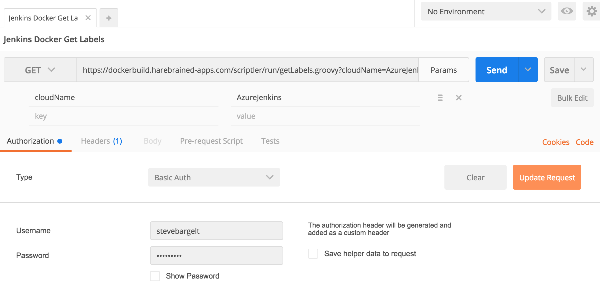 Jenkins Docker Get La
No Environment
Jenkins Docker Get Labels
GET
https://dockerbuild.harebrained-apps.com/scriptler/run/getLabels.groovy?cloudName=AzureJenl
Params
Send
Save
cloudName
AzureJenkins
Bulk Edit
key
value
Authorization
Headers (1)
Body
Pre-request Script
Tests
Cookies Code
Type
Basic Auth
Clear
Update Request
Username
stevebargelt
The authorization header will be generated and
added as a custom header
Password
•••••••••
Save helper data to request
Show Password